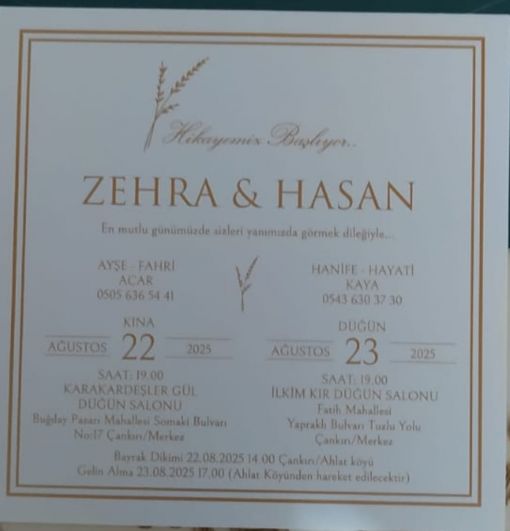 Hikayemiz Başlıyor..
ZEHRA & HASAN
En mutlu günümüzde sizleri yanımızda görmek dileğiyle...
AYŞE - FAHRİ
ACAR
0505 636 54 41
HANİFE - HAYATİ
KAYA
0543 630 37 30
KINA
AĞUSTOS 22 2025
SAAT: 19.00
KARAKARDEŞLER GÜL
DÜĞÜN SALONU
Buğday Pazarı Mahallesi Somaki Bulvarı
No:17 Çankırı/Merkez
DÜĞÜN
AĞUSTOS 23 2025
SAAT: 19.00
İLKİM KIR DÜĞÜN SALONU
Fatih Mahallesi
Yapraklı Bulvarı Tuzlu Yolu
Çankırı/Merkez
Bayrak Dikimi 22.08.2025 14.00 Çankırı/Ahlat köyü
Gelin Alma 23.08.2025 17.00 (Ahlat Köyünden hareket edilecektir)